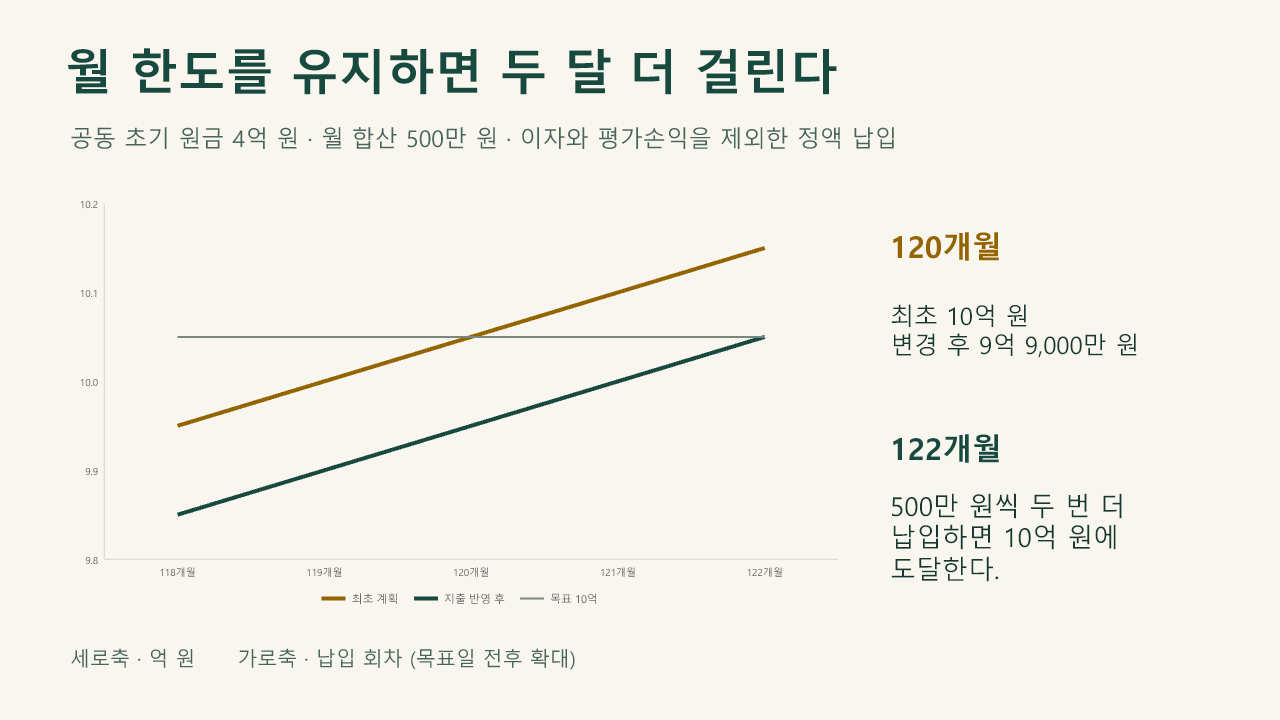 월 한도를 유지하면 두 달 더 걸린다
공동 초기 원금 4억 원 · 월 합산 500만 원 · 이자와 평가손익을 제외한 정액 납입
10.2
10.1
10.0
9.9
9.8
118개월
119개월
120개월
121개월
122개월
최초 계획
지출 반영 후
목표 10억
120개월
최초 10억 원
변경 후 9억 9,000만 원
122개월
500만 원씩 두 번 더
납입하면 10억 원에
도달한다.
세로축 · 억 원
가로축 · 납입 회차 (목표일 전후 확대)